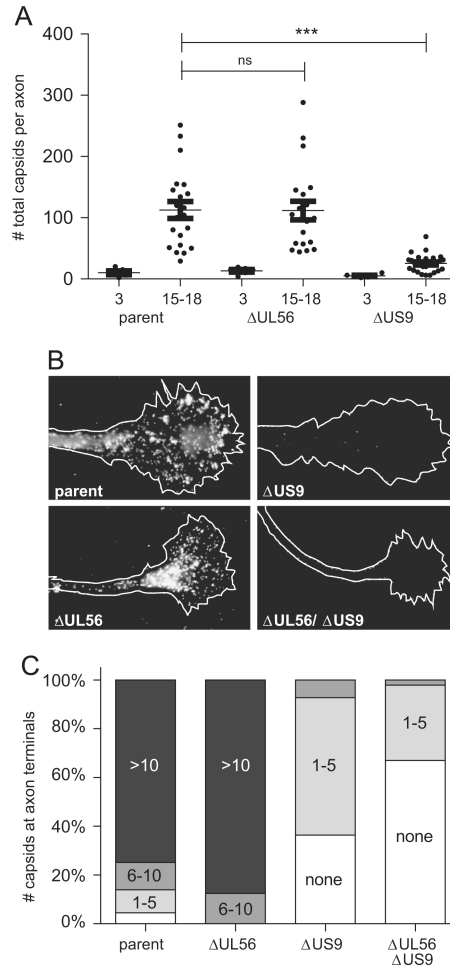 A
# total capsids per axon
400
300
200
100
0
***
ns
3 15-18 3 15-18 3 15-18
parent ΔUL56 ΔUS9
B
parent
ΔUS9
ΔUL56
ΔUL56/ ΔUS9
C
# capsids at axon terminals
100%
80%
60%
40%
20%
0%
>10
6-10
1-5
>10
6-10
1-5
none
1-5
none
parent ΔUL56 ΔUS9 ΔUL56
ΔUS9